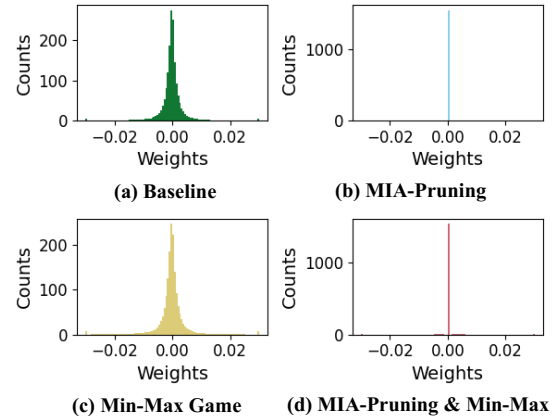 Counts
200
100
0
−0.02 0.00 0.02
Weights
(a) Baseline
Counts
1000
0
−0.02 0.00 0.02
Weights
(b) MIA-Pruning
Counts
200
100
0
−0.02 0.00 0.02
Weights
(c) Min-Max Game
Counts
1000
0
−0.02 0.00 0.02
Weights
(d) MIA-Pruning & Min-Max